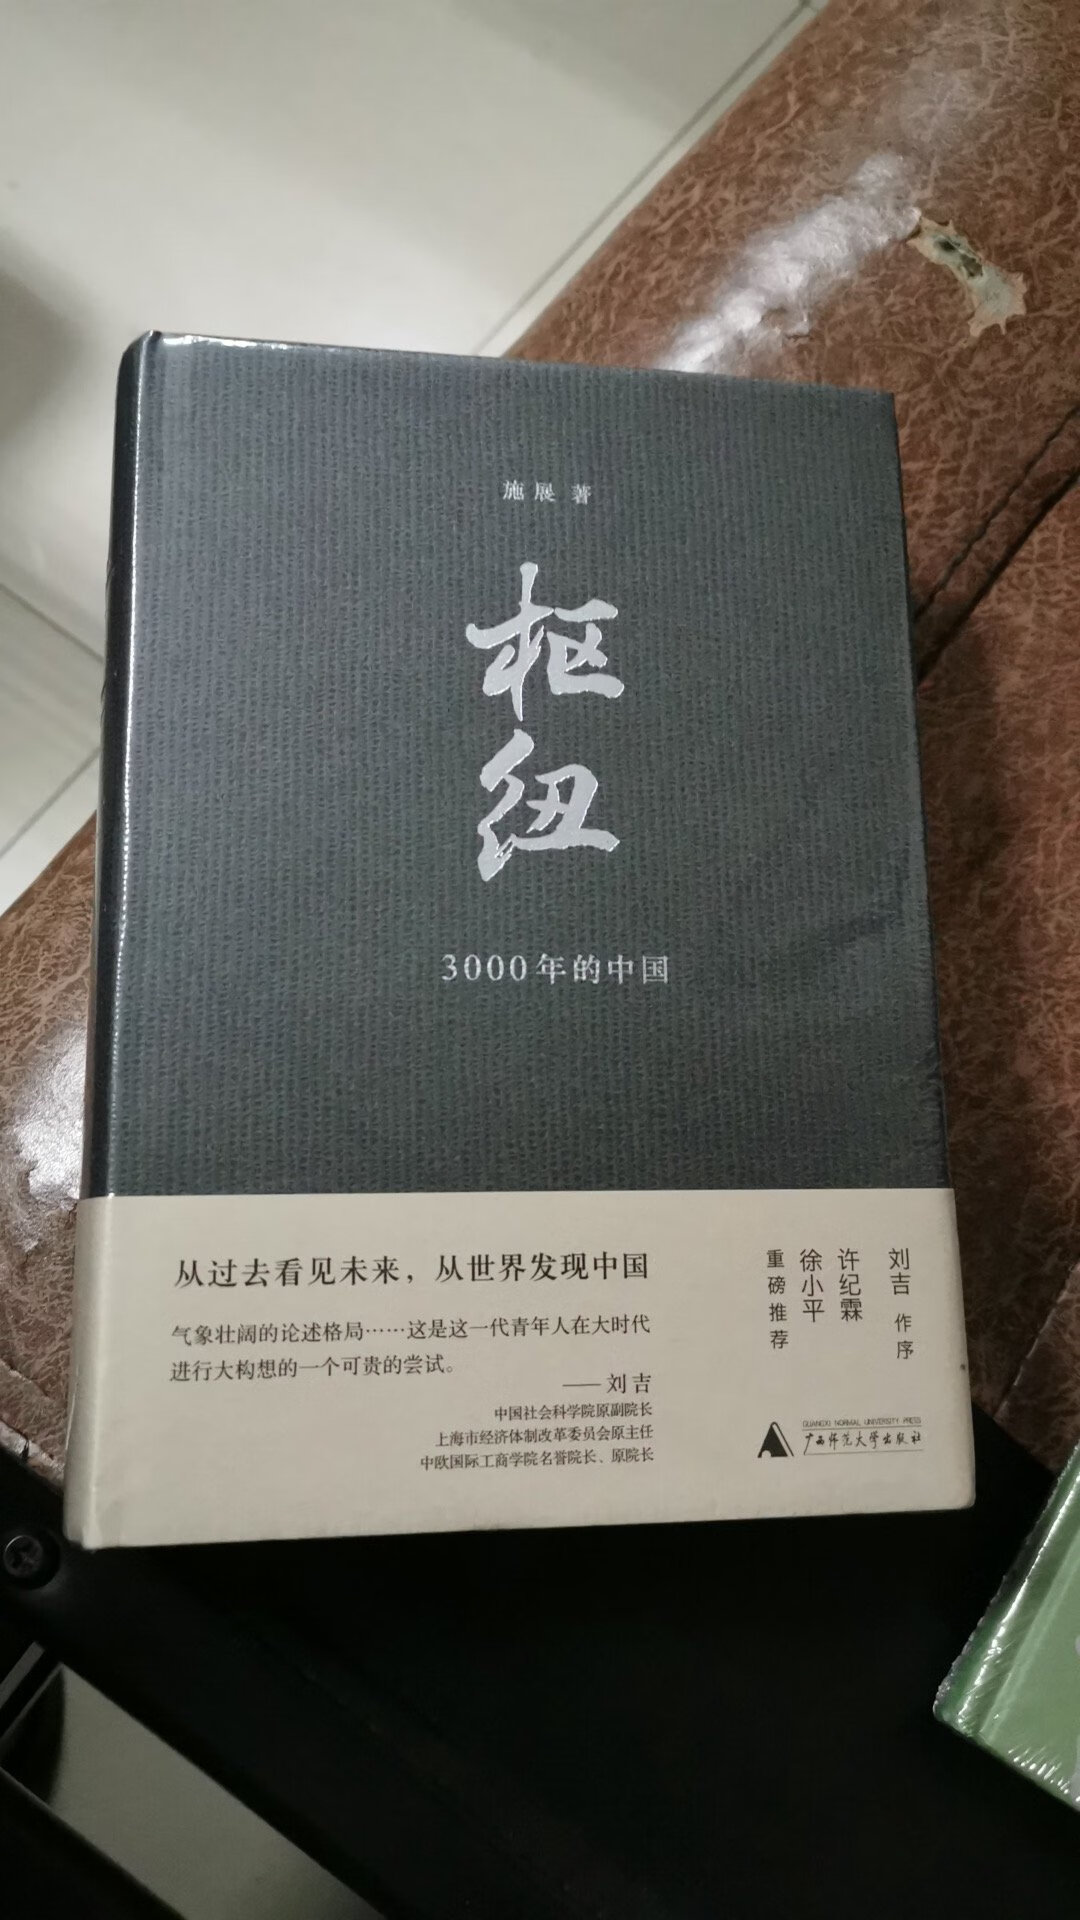 施展 著
枢纽
3000年的中国
从过去看见未来，从世界发现中国
气象壮阔的论述格局……这是这一代青年人在大时代
进行大构想的一个可贵的尝试。
——刘吉
中国社会科学院原副院长
上海市经济体制改革委员会原主任
中欧国际工商学院名誉院长、原院长
刘吉 作序
许纪霖
徐小平
重磅推荐
GUANGXI NORMAL UNIVERSITY PRESS
广西师范大学出版社